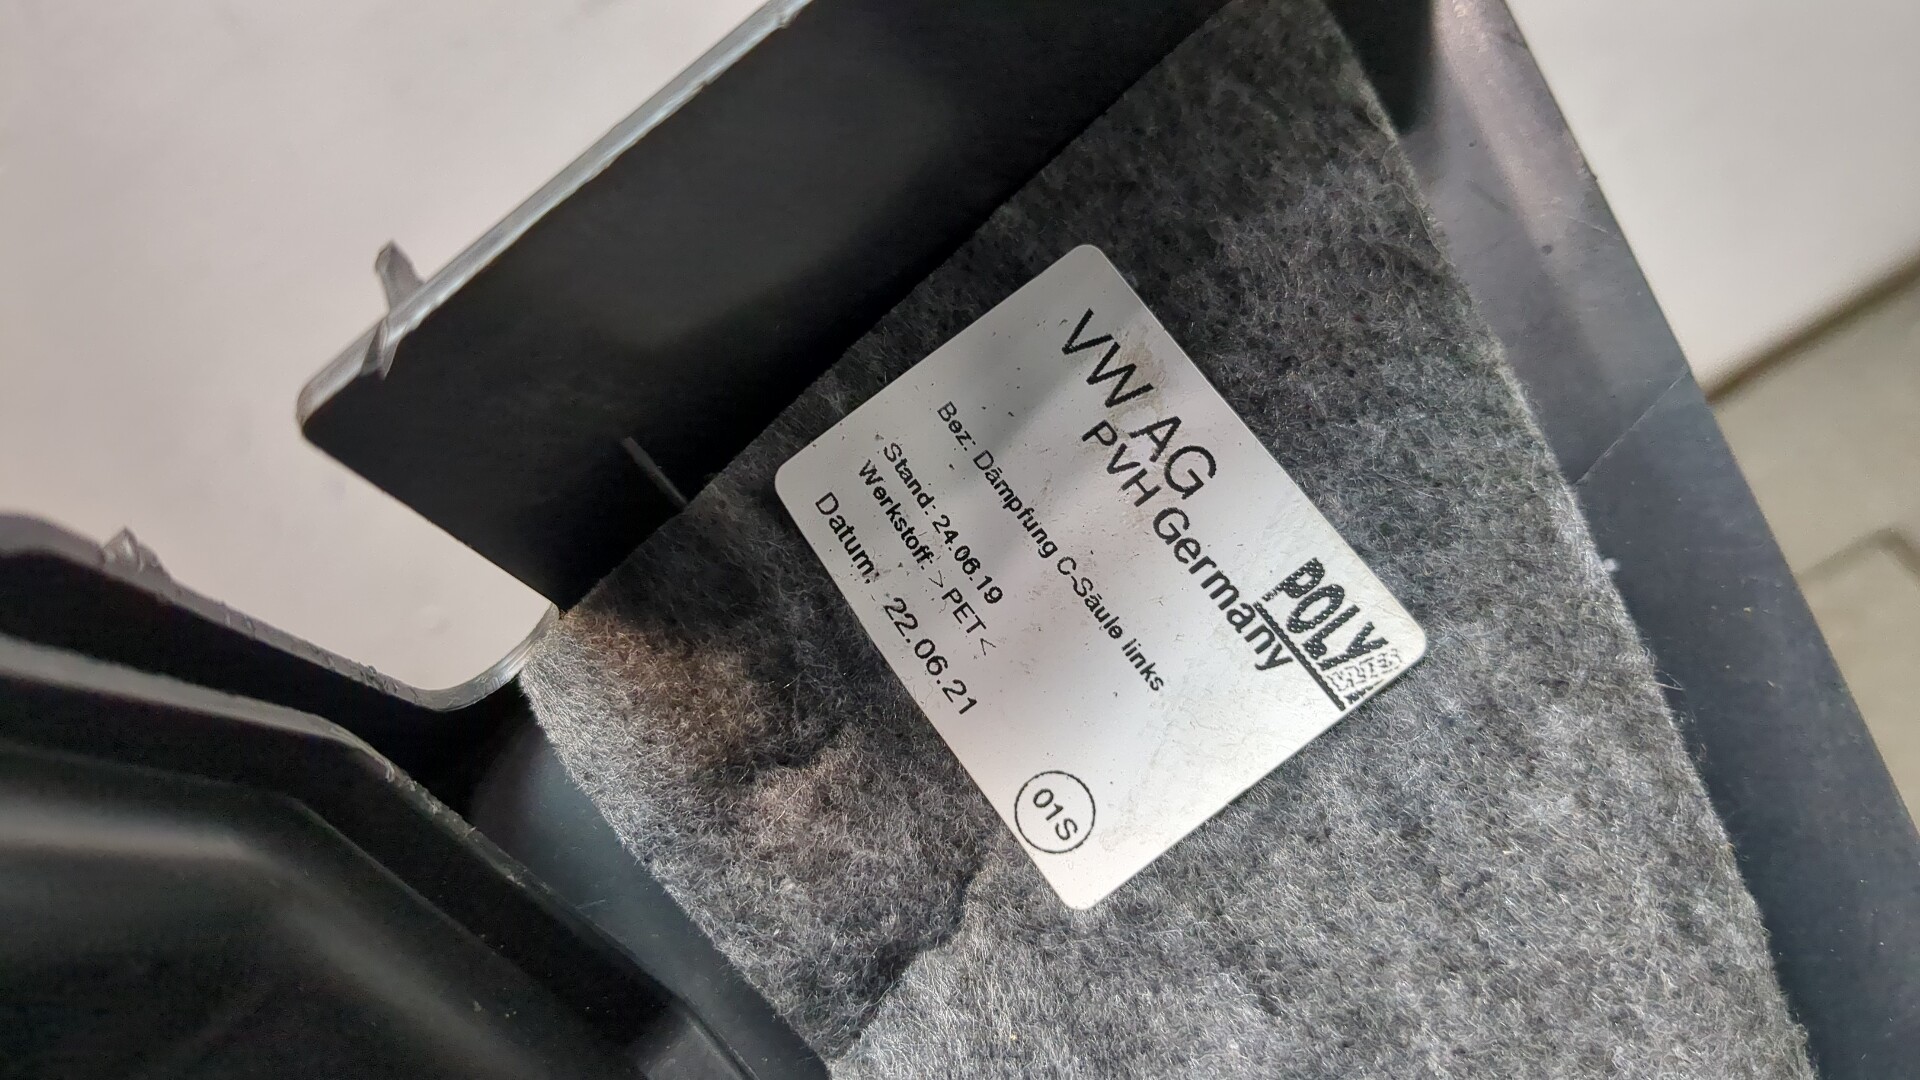 VW AG
PVH Germany
POLY
Bez: Dämpfung C-Säule links
Stand: 24.06.19
Werkstoff: >PET<
Datum: 22.06.21
01S